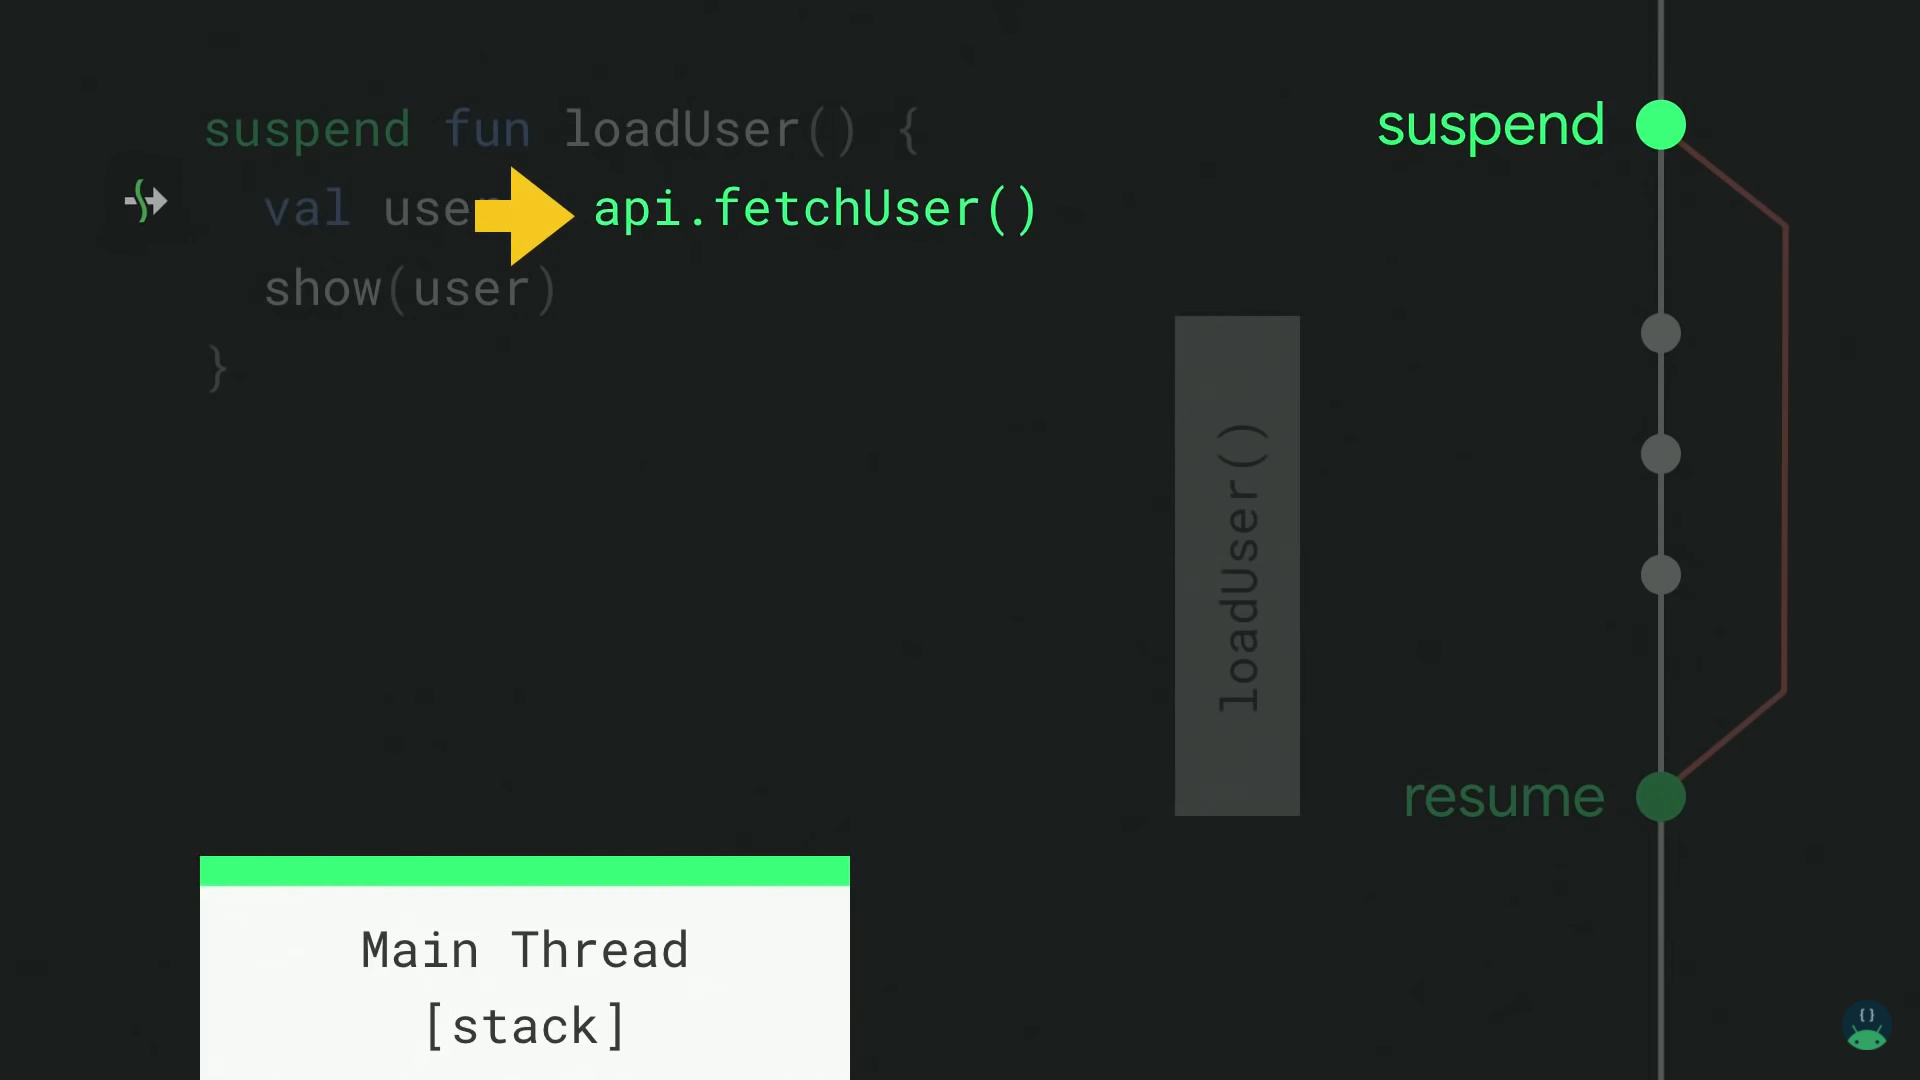 suspend fun loadUser() {
val user api.fetchUser()
show(user)
}
suspend
loadUser()
resume
Main Thread
[stack]
{}